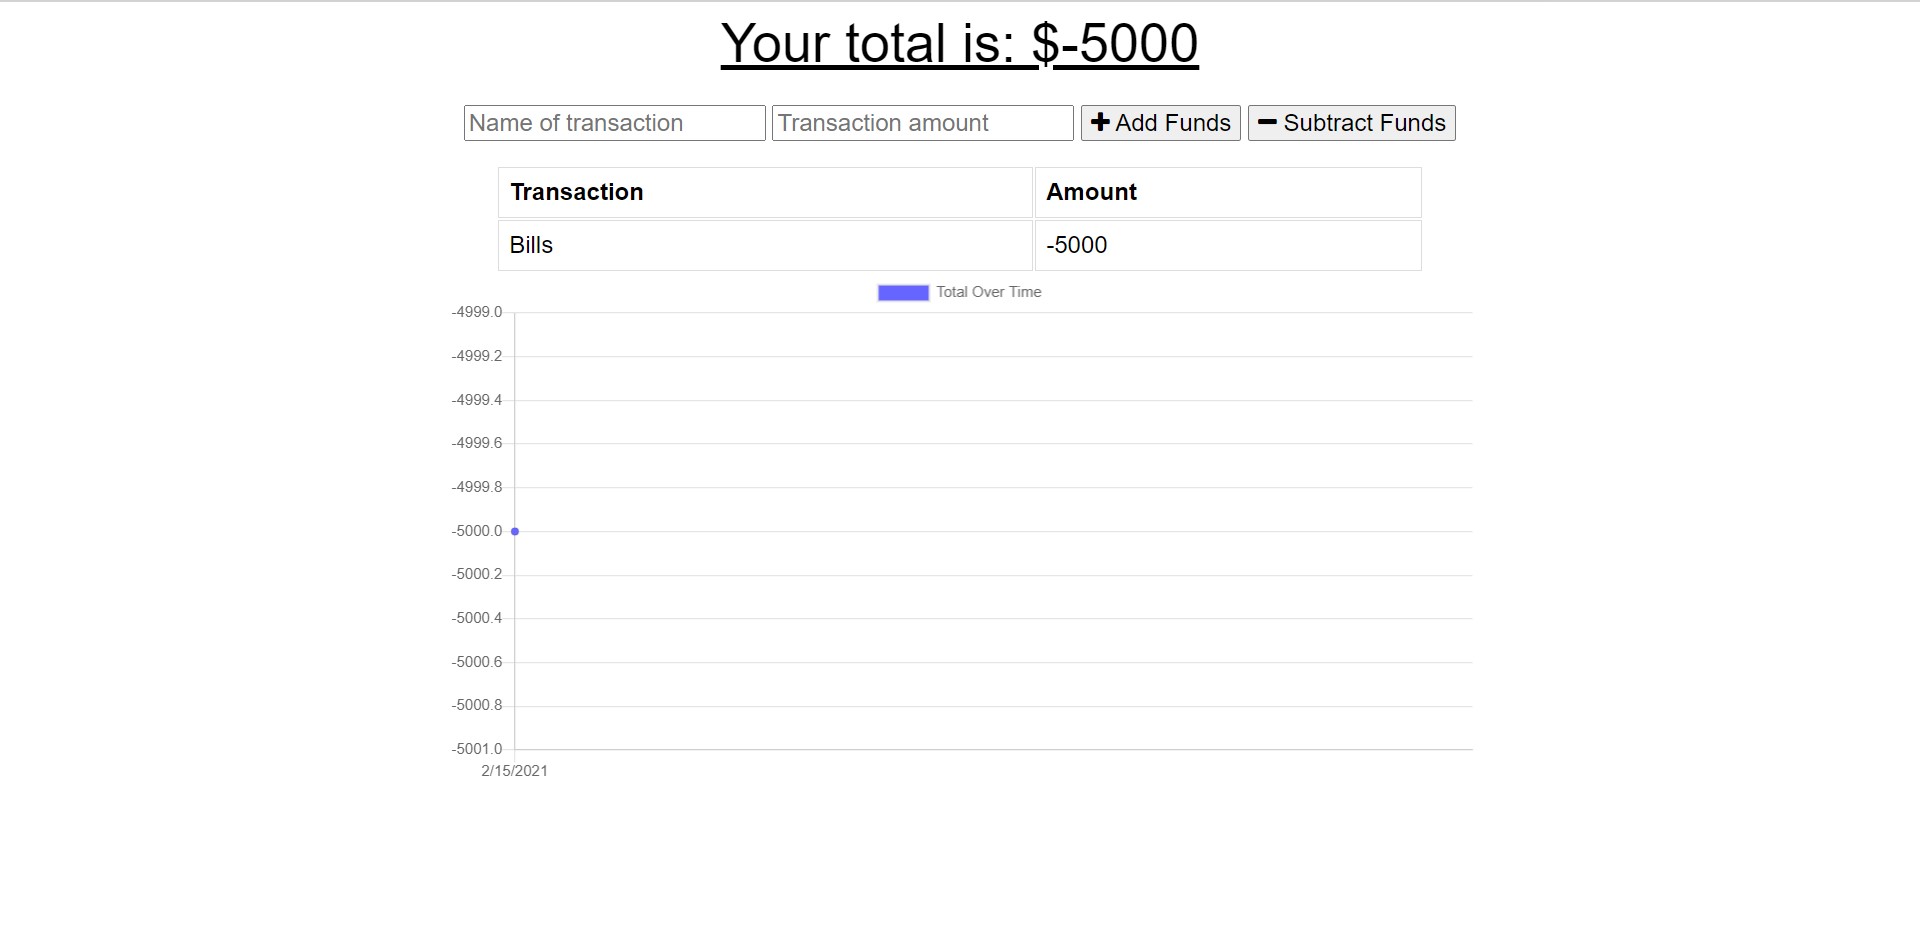 Your total is: $-5000
Name of transaction Transaction amount Add Funds Subtract Funds
Transaction Amount
Bills -5000
Total Over Time
-4999.0
-4999.2
-4999.4
-4999.6
-4999.8
-5000.0
-5000.2
-5000.4
-5000.6
-5000.8
-5001.0
2/15/2021